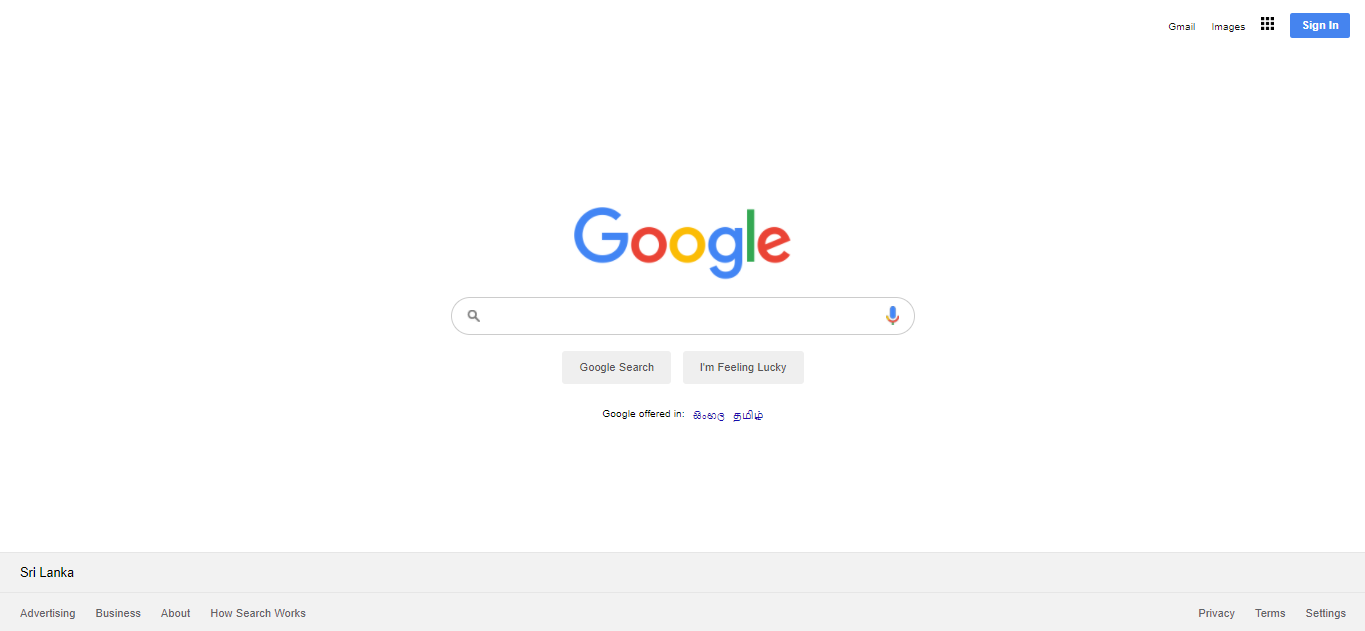 Gmail Images Sign In
Google
Google Search I'm Feeling Lucky
Google offered in: සිංහල தமிழ்
Sri Lanka
Advertising Business About How Search Works Privacy Terms Settings